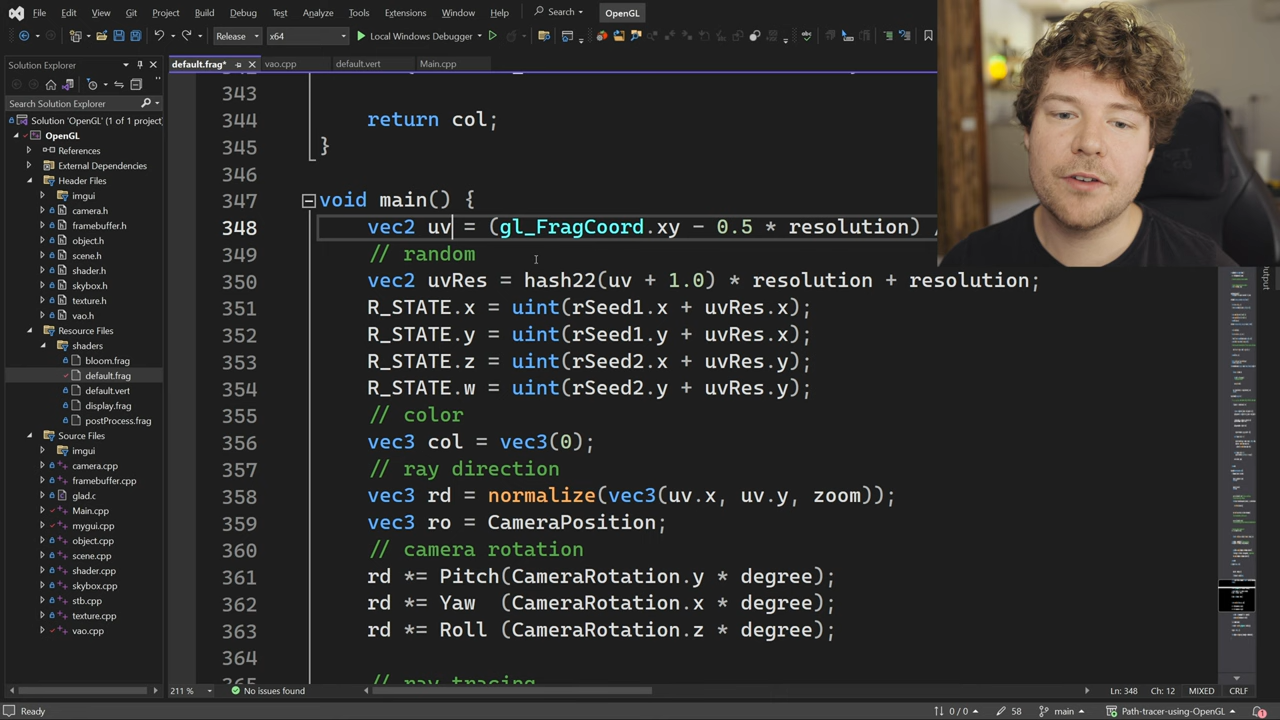 File Edit View Git Project Build Debug Test Analyze Tools Extensions Window Help Search OpenGL
Release x64 Local Windows Debugger
Solution Explorer
default.frag* vao.cpp default.vert Main.cpp
Search Solution Explorer
Solution 'OpenGL' (1 of 1 project)
OpenGL
References
External Dependencies
Header Files
imgui
camera.h
framebuffer.h
object.h
scene.h
shader.h
skybox.h
texture.h
vao.h
Resource Files
shaders
bloom.frag
default.frag
default.vert
display.frag
postProcess.frag
Source Files
imgui
camera.cpp
framebuffer.cpp
glad.c
Main.cpp
mygui.cpp
object.cpp
scene.cpp
shader.cpp
skybox.cpp
stb.cpp
texture.cpp
vao.cpp
343
344 return col;
345 }
346
347 void main() {
348 vec2 uv = (gl_FragCoord.xy - 0.5 * resolution) /
349 // random
350 vec2 uvRes = hash22(uv + 1.0) * resolution + resolution;
351 R_STATE.x = uint(rSeed1.x + uvRes.x);
352 R_STATE.y = uint(rSeed1.y + uvRes.x);
353 R_STATE.z = uint(rSeed2.x + uvRes.y);
354 R_STATE.w = uint(rSeed2.y + uvRes.y);
355 // color
356 vec3 col = vec3(0);
357 // ray direction
358 vec3 rd = normalize(vec3(uv.x, uv.y, zoom));
359 vec3 ro = CameraPosition;
360 // camera rotation
361 rd *= Pitch(CameraRotation.y * degree);
362 rd *= Yaw (CameraRotation.x * degree);
363 rd *= Roll (CameraRotation.z * degree);
364
365 // ray tracing
Output
211 % No issues found Ln: 348 Ch: 12 MIXED CRLF
Ready 0 / 0 58 main Path-tracer-using-OpenGL 1